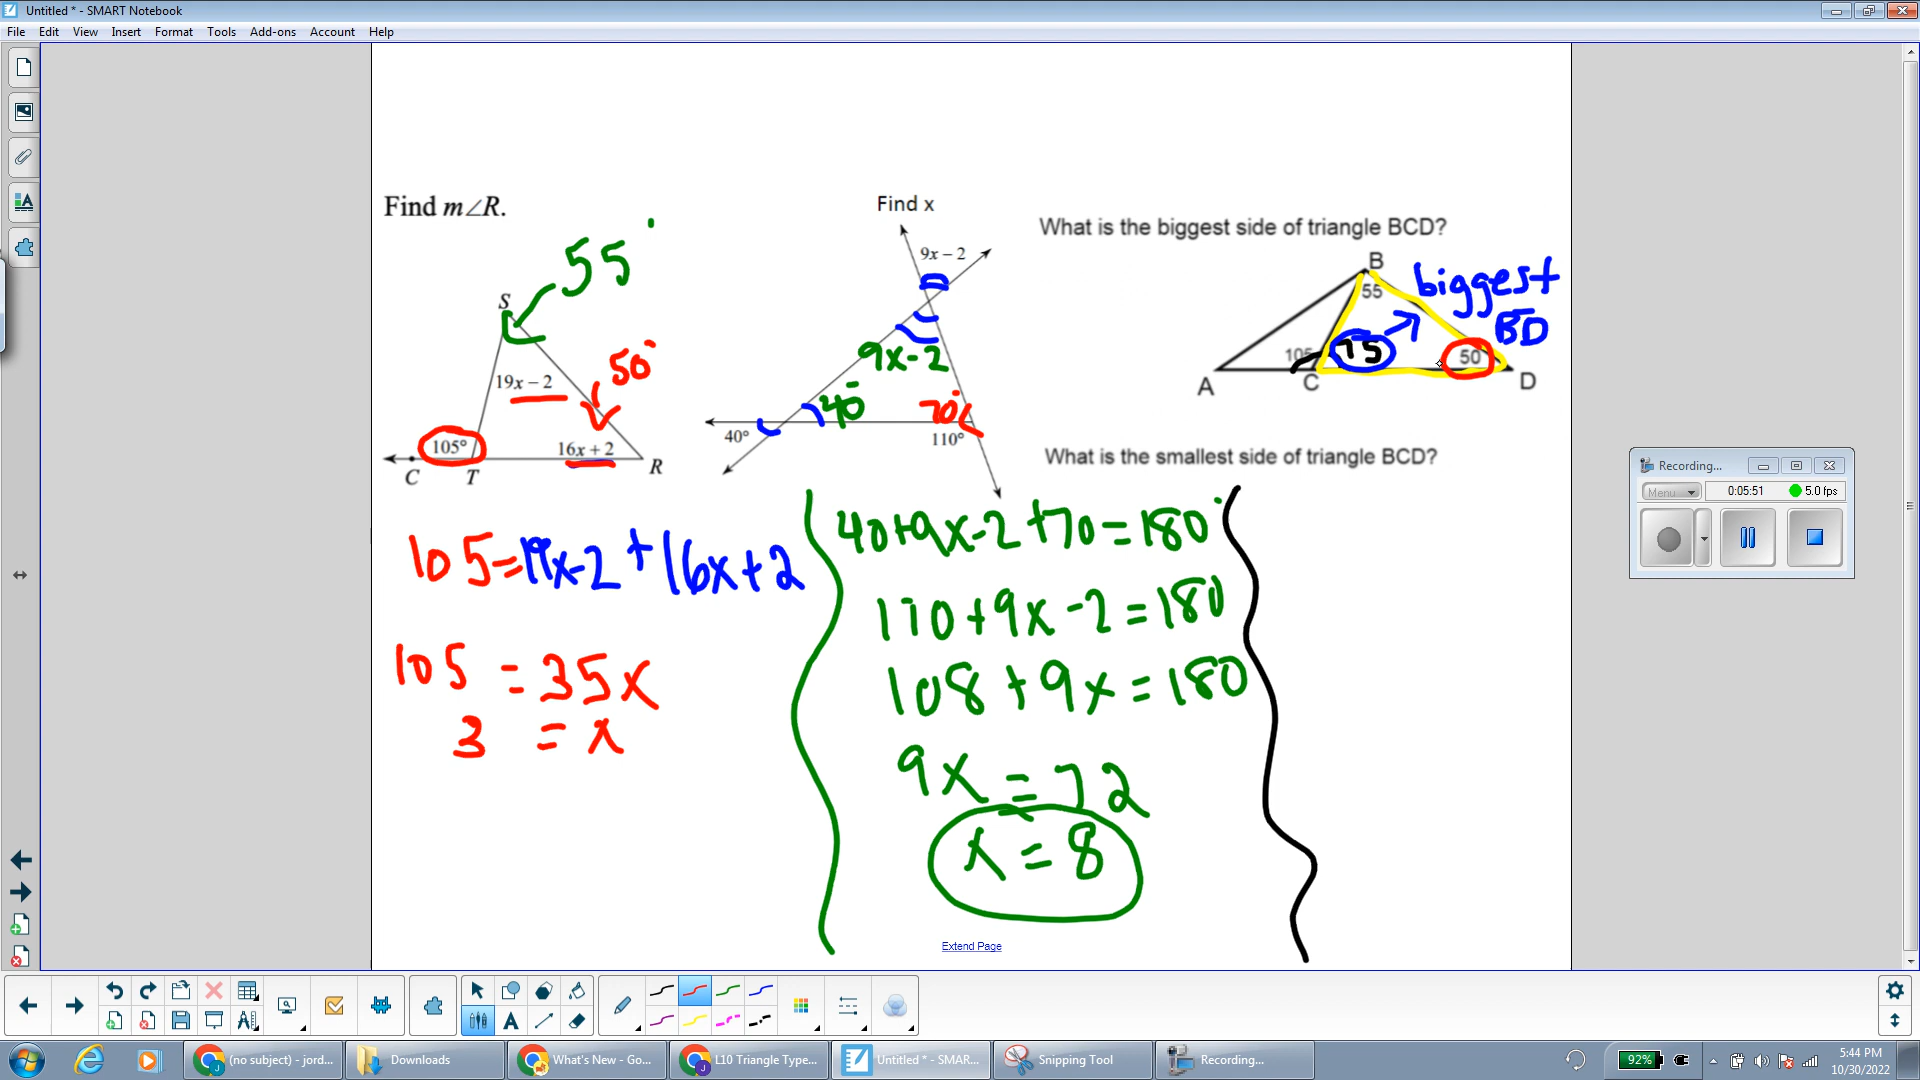 Untitled * - SMART Notebook
File Edit View Insert Format Tools Add-ons Account Help
Find m∠R.
55°
S
50°
19x – 2
105°
16x + 2
C T R
105=19x-2+16x+2
105 = 35x
3 = x
Find x
9x – 2
9x-2
40°
70°
40°
110°
40+9x-2+70=180°
110+9x-2=180
108+9x=180
9x=72
x=8
What is the biggest side of triangle BCD?
B
55
biggest
BD
105
75
50
A C D
What is the smallest side of triangle BCD?
Extend Page
Recording...
Menu
0:05:51 5.0 fps
(no subject) - jord...
Downloads
What's New - Go...
L10 Triangle Type...
Untitled * - SMAR...
Snipping Tool
Recording...
92%
5:44 PM
10/30/2022